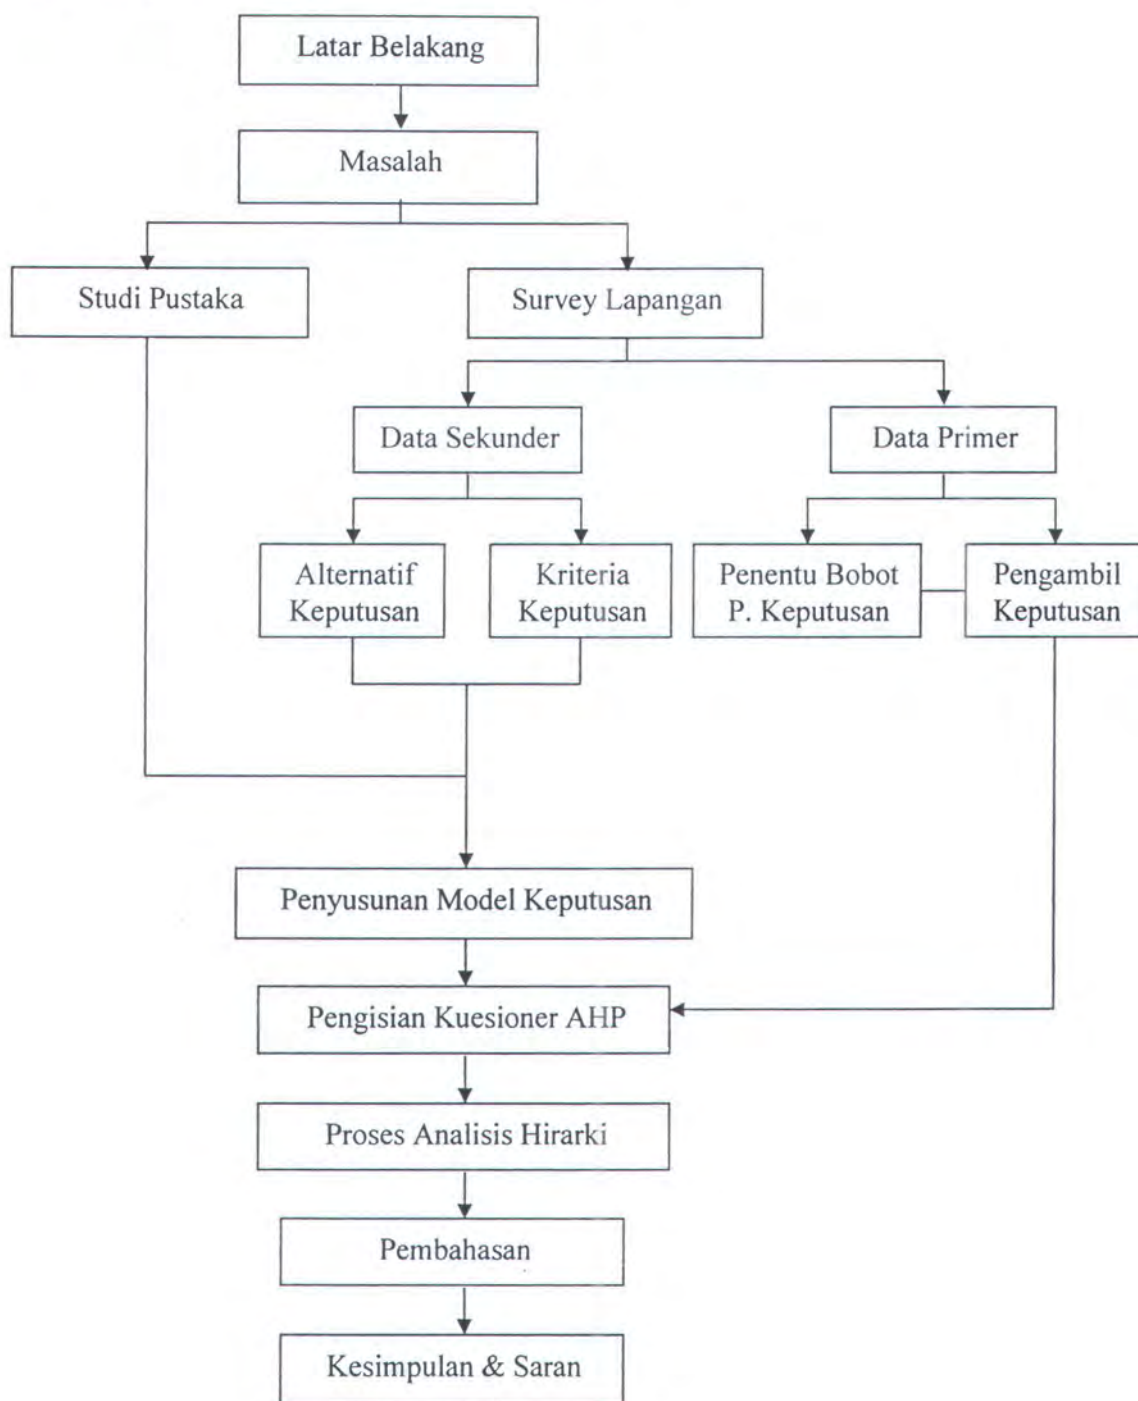 Latar Belakang
Masalah
Studi Pustaka
Survey Lapangan
Data Sekunder
Data Primer
Alternatif
Keputusan
Kriteria
Keputusan
Penentu Bobot
P. Keputusan
Pengambil
Keputusan
Penyusunan Model Keputusan
Pengisian Kuesioner AHP
Proses Analisis Hirarki
Pembahasan
Kesimpulan & Saran